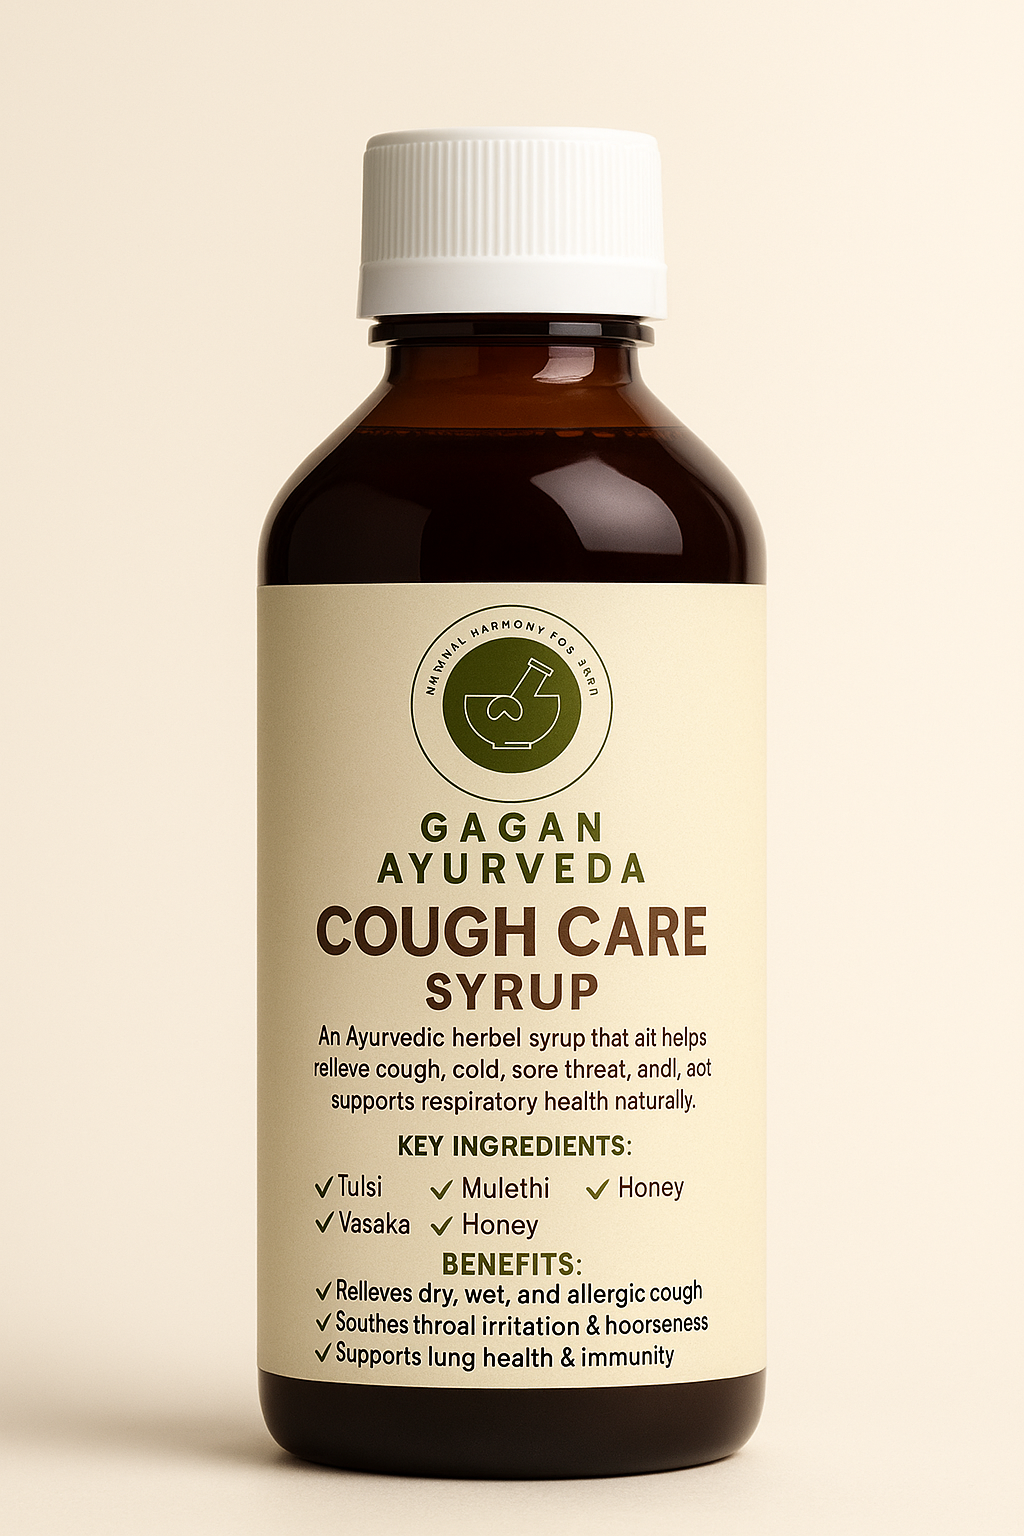 HARMONY
GAGAN
AYURVEDA
COUGH CARE
SYRUP
An Ayurvedic herbel syrup that ait helps
relleve cough, cold, sore threat, andl, aot
supports respiratory health naturally.
KEY INGREDIENTS:
✓ Tulsi ✓ Mulethi ✓ Honey
✓ Vasaka ✓ Honey
BENEFITS:
✓ Relleves dry, wet, and allergic cough
✓ Southes throal irritation & hoorseness
✓ Supports lung health & immunity